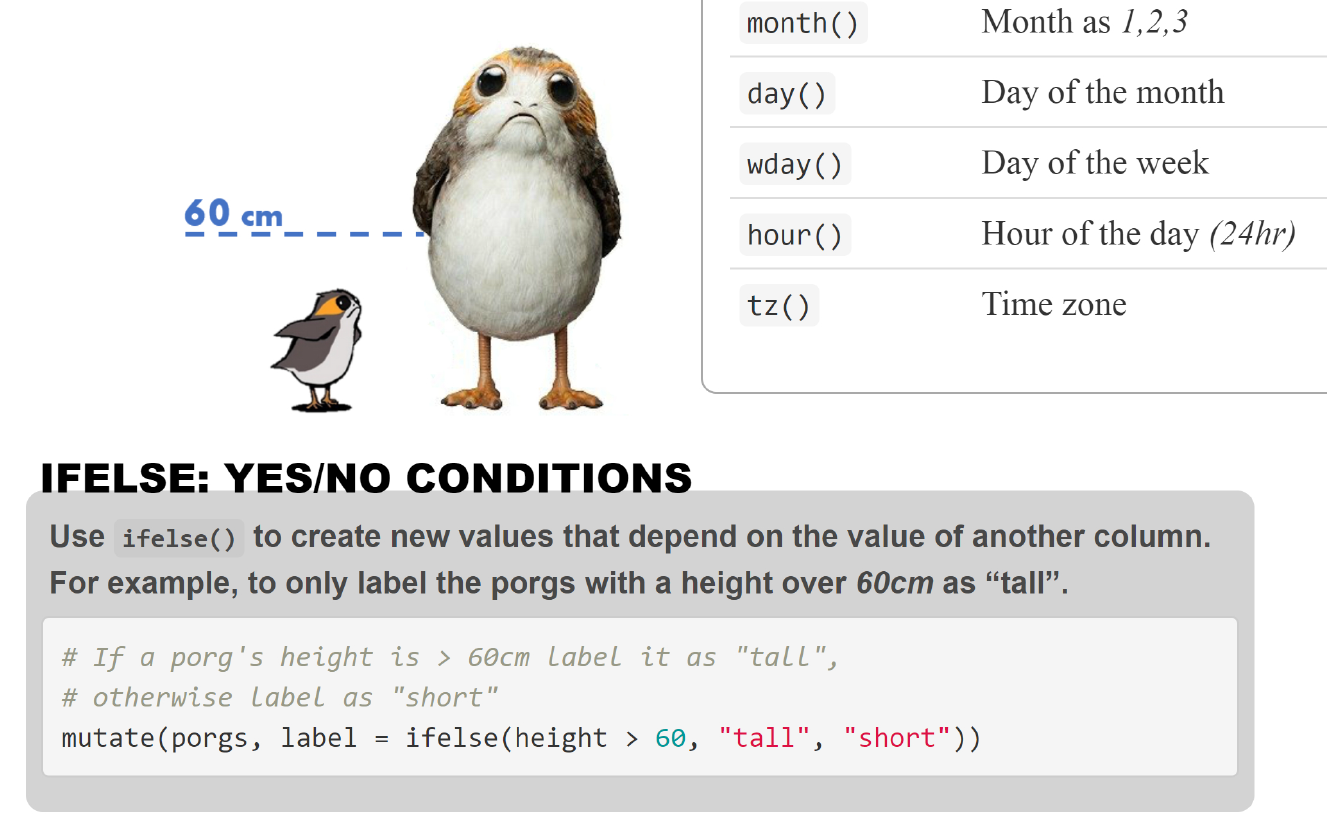 month() Month as 1,2,3
day() Day of the month
wday() Day of the week
hour() Hour of the day (24hr)
tz() Time zone
60 cm
IFELSE: YES/NO CONDITIONS
Use ifelse() to create new values that depend on the value of another column.
For example, to only label the porgs with a height over 60cm as “tall”.
# If a porg's height is > 60cm label it as "tall",
# otherwise label as "short"
mutate(porgs, label = ifelse(height > 60, "tall", "short"))